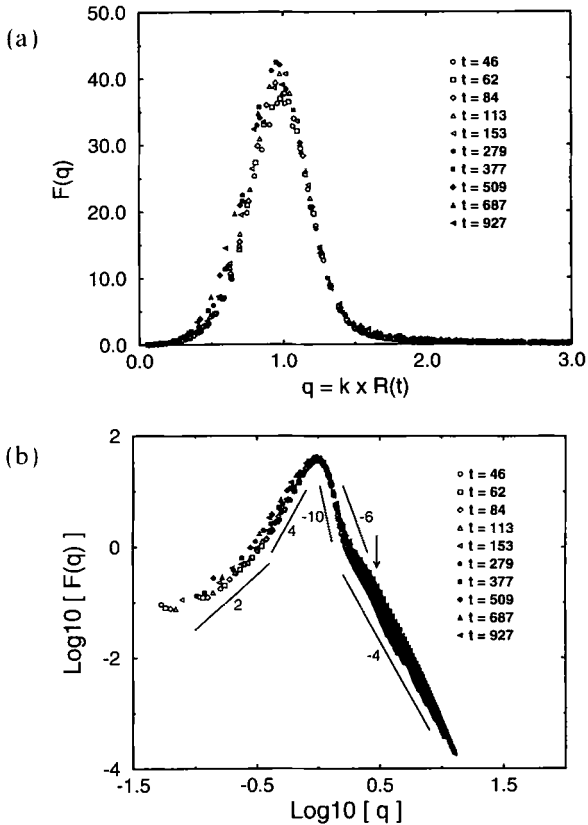 (a)
50.0
40.0
30.0
20.0
10.0
0.0
F(q)
t = 46
t = 62
t = 84
t = 113
t = 153
t = 279
t = 377
t = 509
t = 687
t = 927
0.0 1.0 2.0 3.0
q = k x R(t)
(b)
2
0
-2
-4
Log10 [ F(q) ]
t = 46
t = 62
t = 84
t = 113
t = 153
t = 279
t = 377
t = 509
t = 687
t = 927
4 -10 -6
2
-4
-1.5 -0.5 0.5 1.5
Log10 [ q ]